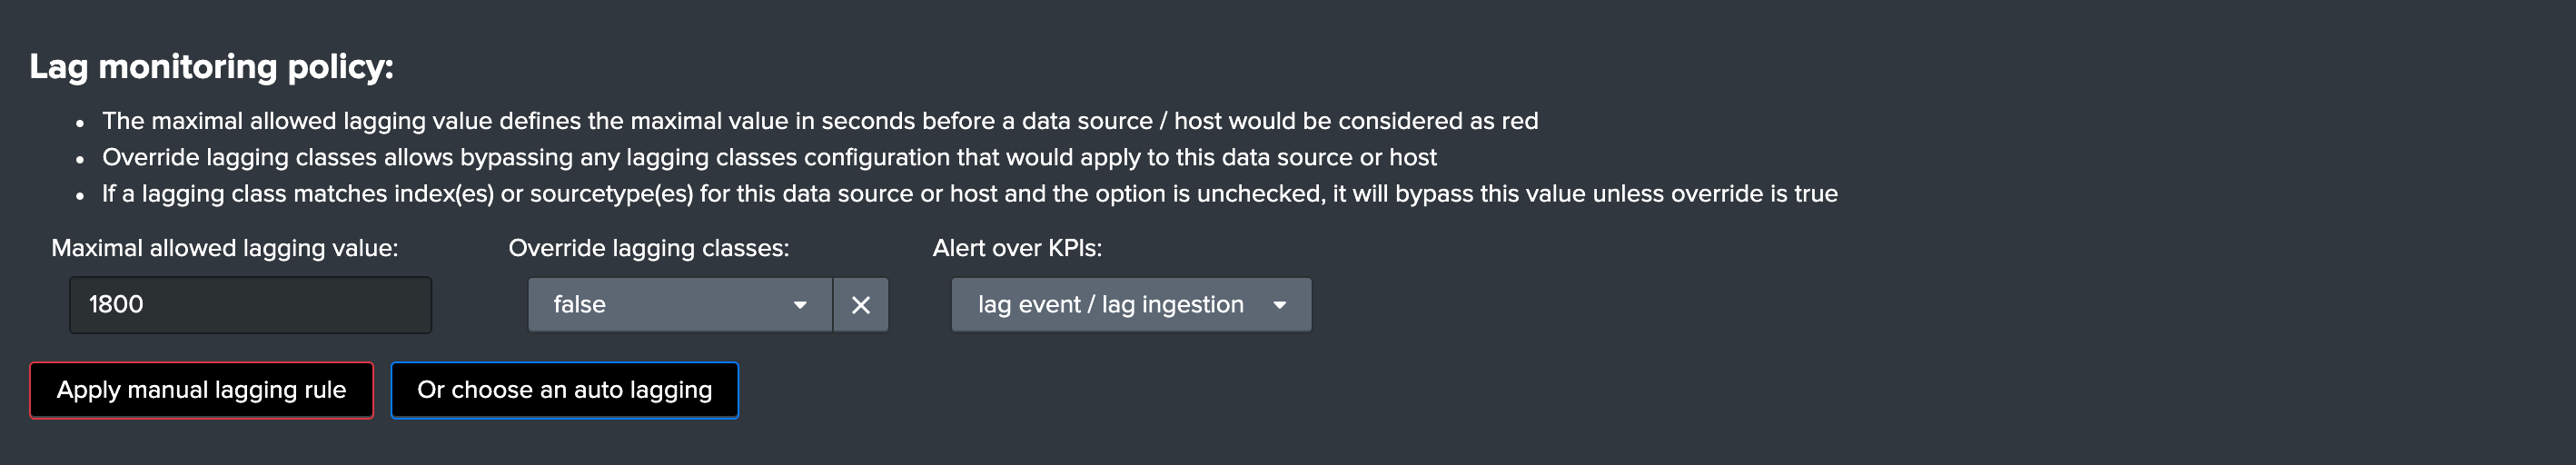 Lag monitoring policy:
• The maximal allowed lagging value defines the maximal value in seconds before a data source / host would be considered as red
• Override lagging classes allows bypassing any lagging classes configuration that would apply to this data source or host
• If a lagging class matches index(es) or sourcetype(es) for this data source or host and the option is unchecked, it will bypass this value unless override is true
Maximal allowed lagging value: Override lagging classes: Alert over KPIs:
1800 false lag event / lag ingestion
Apply manual lagging rule Or choose an auto lagging